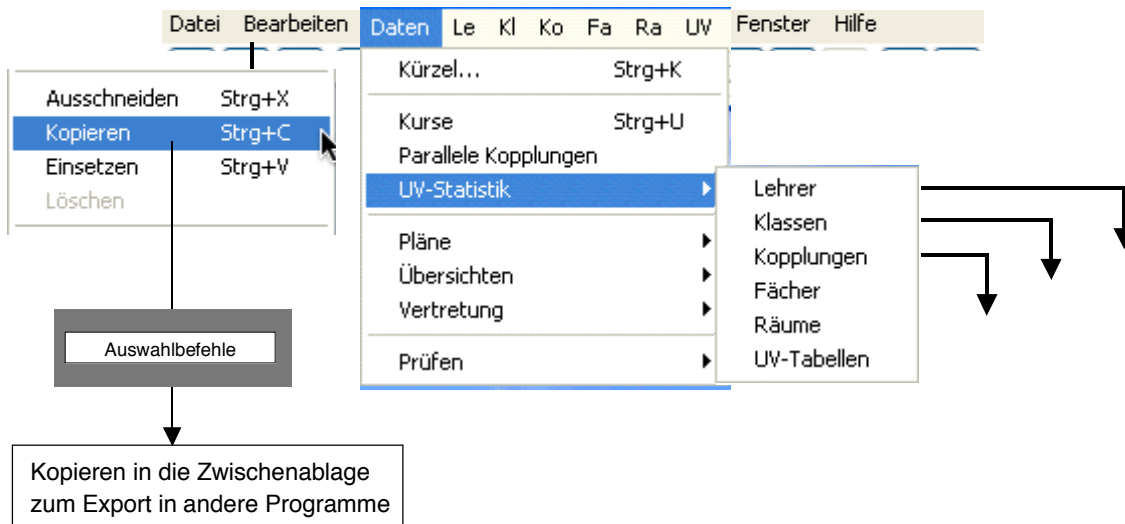 Datei Bearbeiten Daten Le Kl Ko Fa Ra UV Fenster Hilfe
Ausschneiden Strg+X
Kopieren Strg+C
Einsetzen Strg+V
Löschen
Kürzel... Strg+K
Kurse Strg+U
Parallele Kopplungen
UV-Statistik
Pläne
Übersichten
Vertretung
Prüfen
Lehrer
Klassen
Kopplungen
Fächer
Räume
UV-Tabellen
Auswahlbefehle
Kopieren in die Zwischenablage
zum Export in andere Programme